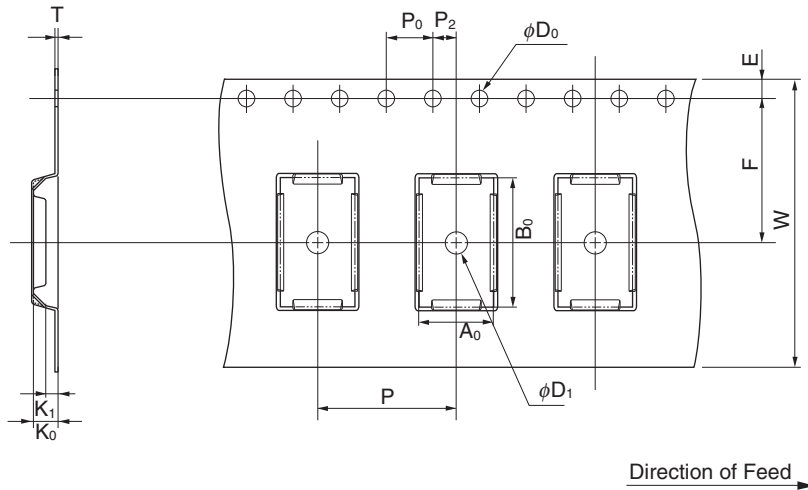 T
P0
P2
ϕD0
E
F
W
B0
A0
P
ϕD1
K1
K0
Direction of Feed